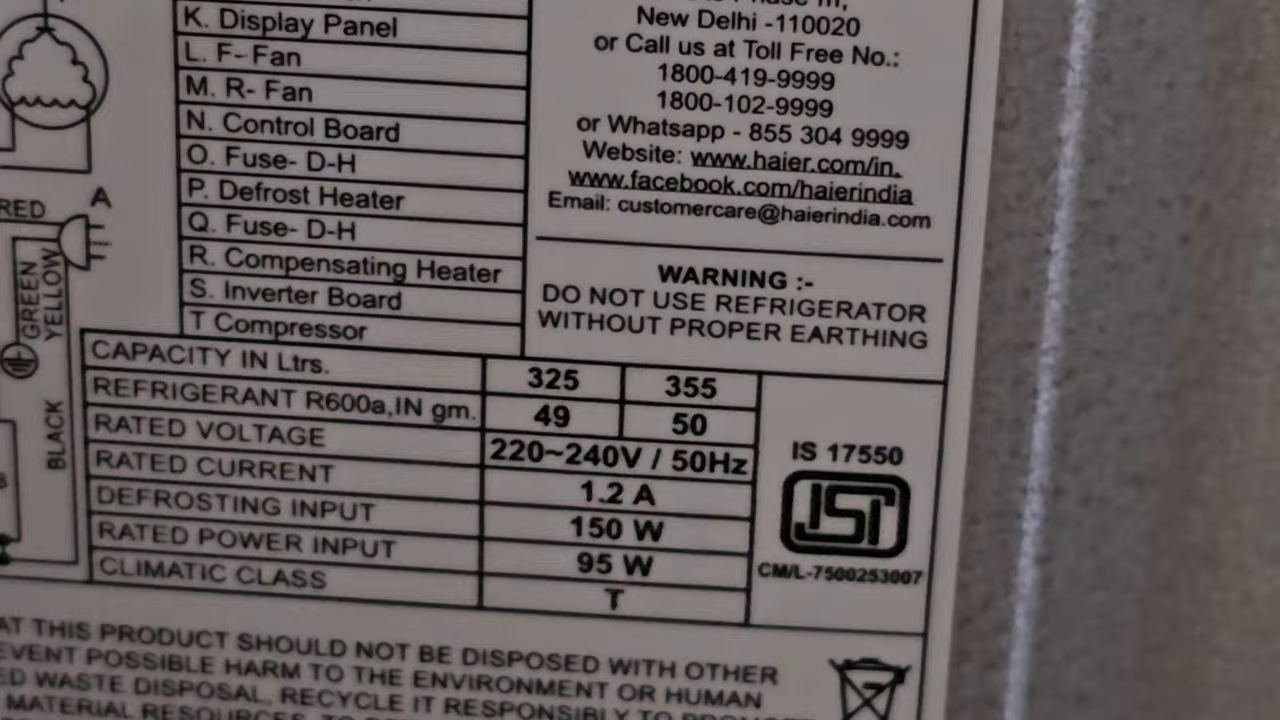 K. Display Panel
L. F- Fan
M. R- Fan
N. Control Board
O. Fuse- D-H
P. Defrost Heater
Q. Fuse- D-H
R. Compensating Heater
S. Inverter Board
T Compressor
New Delhi -110020
or Call us at Toll Free No.:
1800-419-9999
1800-102-9999
or Whatsapp - 855 304 9999
Website: www.haier.com/in.
www.facebook.com/haierindia
Email: customercare@haierindia.com
WARNING :-
DO NOT USE REFRIGERATOR
WITHOUT PROPER EARTHING
RED
A
GREEN
YELLOW
BLACK
CAPACITY IN Ltrs. 325 355
REFRIGERANT R600a,IN gm. 49 50
RATED VOLTAGE 220~240V / 50Hz
RATED CURRENT 1.2 A
DEFROSTING INPUT 150 W
RATED POWER INPUT 95 W
CLIMATIC CLASS T
IS 17550
ISI
CM/L-7500253007
THIS PRODUCT SHOULD NOT BE DISPOSED WITH OTHER
POSSIBLE HARM TO THE ENVIRONMENT OR HUMAN
WASTE DISPOSAL, RECYCLE IT RESPONSIBLY TO PROMOTE
MATERIAL RESOURCES,